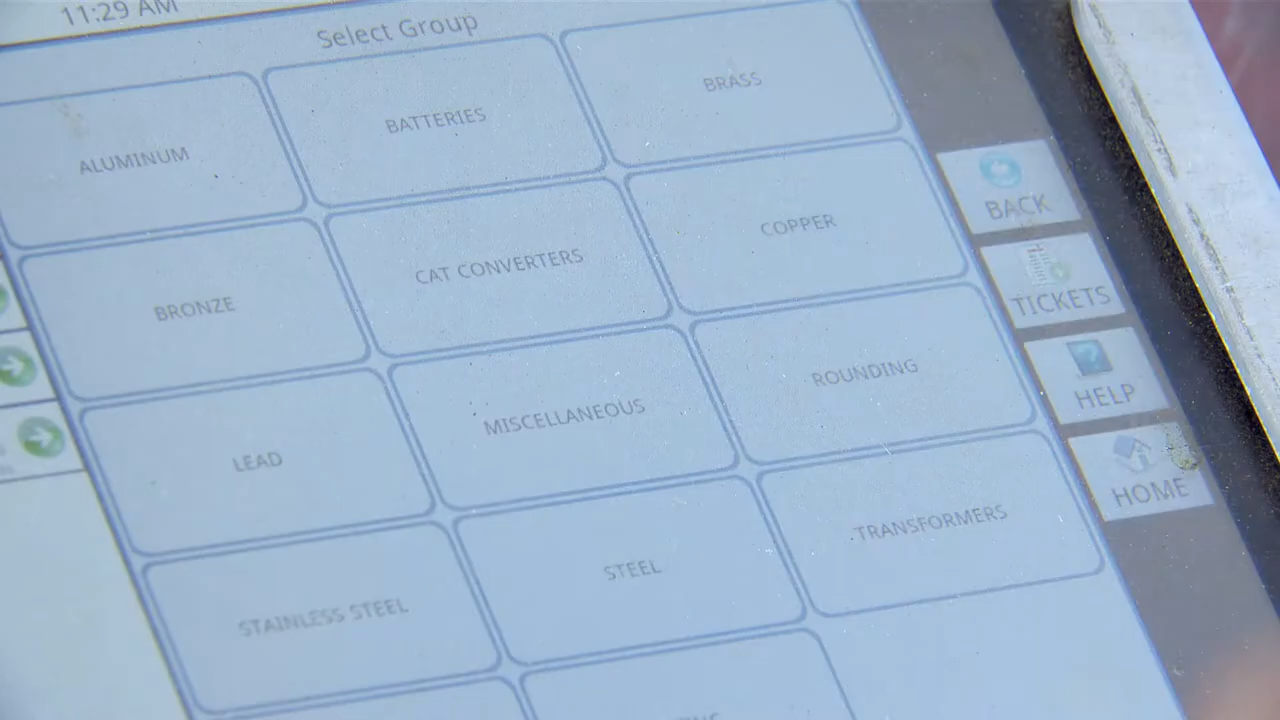 11:29 AM
Select Group
ALUMINUM
BATTERIES
BRASS
BRONZE
CAT CONVERTERS
COPPER
LEAD
MISCELLANEOUS
ROUNDING
STAINLESS STEEL
STEEL
TRANSFORMERS
BACK
TICKETS
HELP
HOME